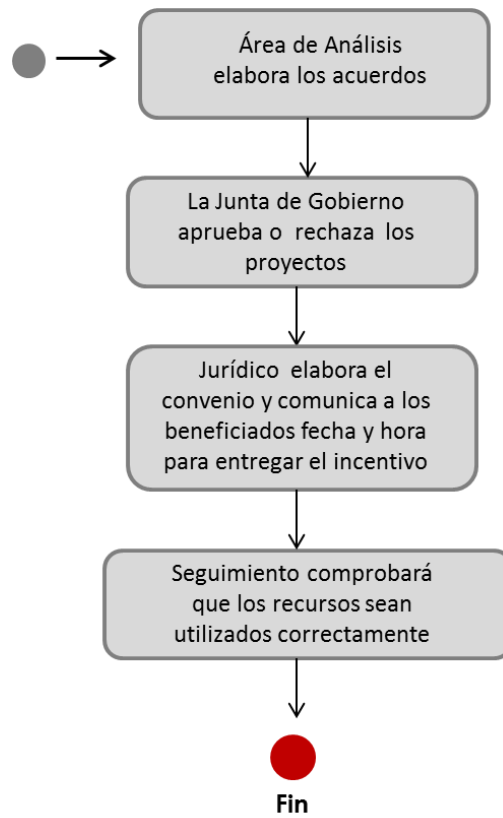 Área de Análisis
elabora los acuerdos
La Junta de Gobierno
aprueba o rechaza los
proyectos
Jurídico elabora el
convenio y comunica a los
beneficiados fecha y hora
para entregar el incentivo
Seguimiento comprobará
que los recursos sean
utilizados correctamente
Fin